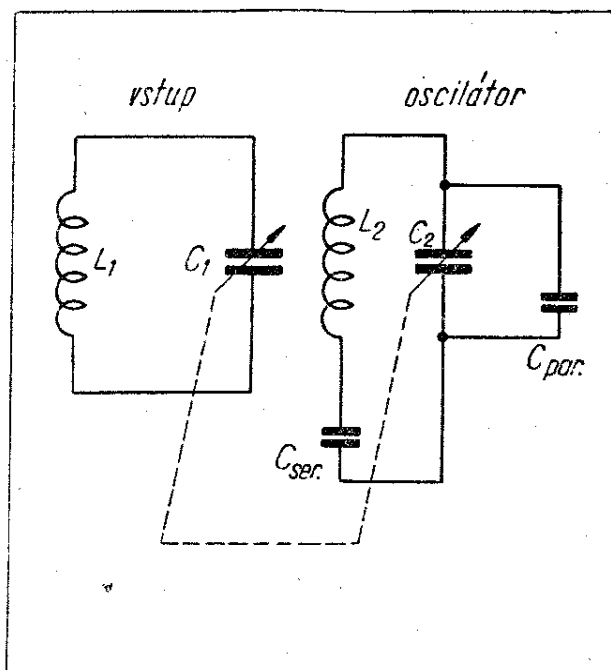 vstup
oscilátor
L1
C1
L2
C2
Cpar.
Cser.